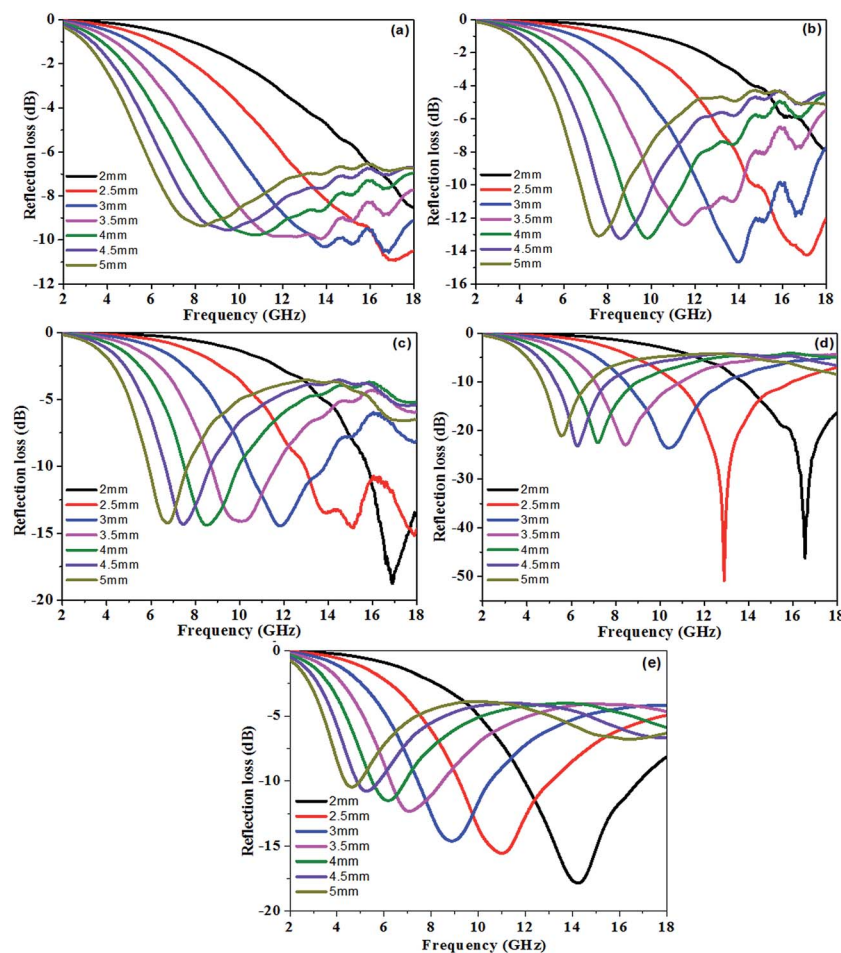 (a)
Reflection loss (dB)
0
-2
-4
-6
-8
-10
-12
2mm
2.5mm
3mm
3.5mm
4mm
4.5mm
5mm
2 4 6 8 10 12 14 16 18
Frequency (GHz)
(b)
Reflection loss (dB)
0
-2
-4
-6
-8
-10
-12
-14
-16
2mm
2.5mm
3mm
3.5mm
4mm
4.5mm
5mm
2 4 6 8 10 12 14 16 18
Frequency (GHz)
(c)
Reflection loss (dB)
0
-5
-10
-15
-20
2mm
2.5mm
3mm
3.5mm
4mm
4.5mm
5mm
2 4 6 8 10 12 14 16 18
Frequency (GHz)
(d)
Reflection loss (dB)
0
-10
-20
-30
-40
-50
2mm
2.5mm
3mm
3.5mm
4mm
4.5mm
5mm
2 4 6 8 10 12 14 16 18
Frequency (GHz)
(e)
Reflection loss (dB)
0
-5
-10
-15
-20
2mm
2.5mm
3mm
3.5mm
4mm
4.5mm
5mm
2 4 6 8 10 12 14 16 18
Frequency (GHz)